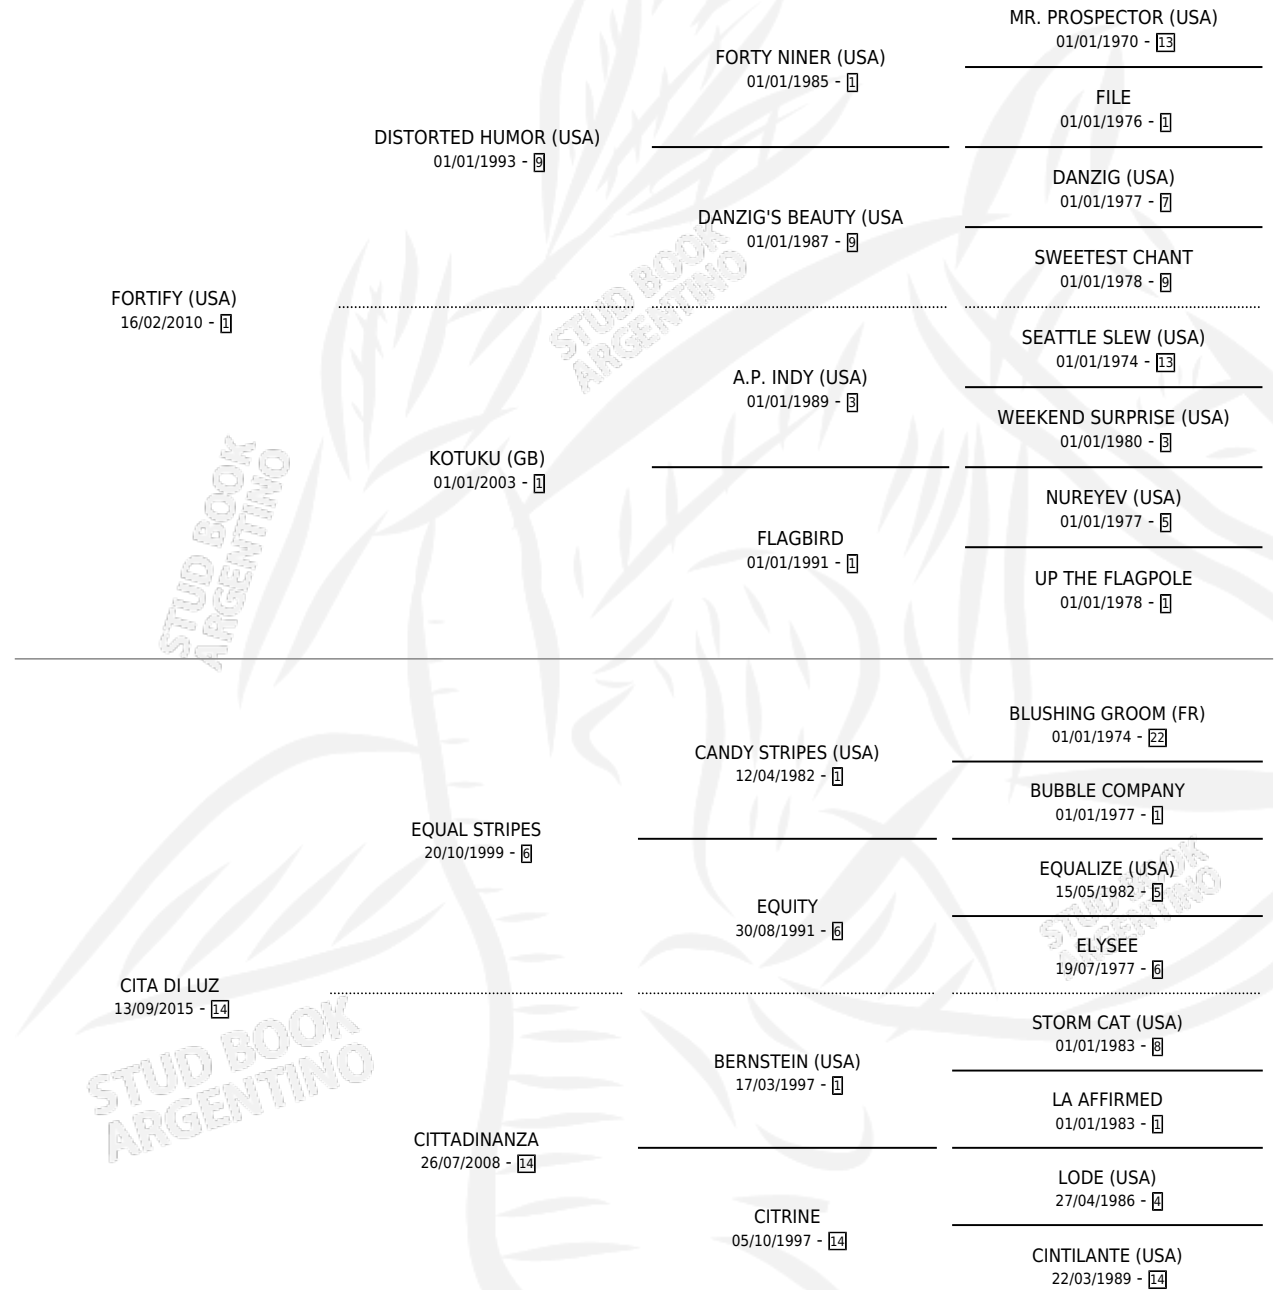 MR. PROSPECTOR (USA)
01/01/1970 - 13
FORTY NINER (USA)
01/01/1985 - 1
FILE
01/01/1976 - 1
DISTORTED HUMOR (USA)
01/01/1993 - 9
DANZIG (USA)
01/01/1977 - 7
DANZIG'S BEAUTY (USA
01/01/1987 - 9
SWEETEST CHANT
01/01/1978 - 9
FORTIFY (USA)
16/02/2010 - 1
STUD BOOK
ARGENTINO
SEATTLE SLEW (USA)
01/01/1974 - 13
A.P. INDY (USA)
01/01/1989 - 3
WEEKEND SURPRISE (USA)
01/01/1980 - 3
KOTUKU (GB)
01/01/2003 - 1
NUREYEV (USA)
01/01/1977 - 5
FLAGBIRD
01/01/1991 - 1
UP THE FLAGPOLE
01/01/1978 - 1
STUD BOOK
ARGENTINO
BLUSHING GROOM (FR)
01/01/1974 - 22
CANDY STRIPES (USA)
12/04/1982 - 1
BUBBLE COMPANY
01/01/1977 - 1
EQUAL STRIPES
20/10/1999 - 6
EQUALIZE (USA)
15/05/1982 - 5
EQUITY
30/08/1991 - 6
ELYSEE
19/07/1977 - 6
STUD BOOK
ARGENTINO
CITA DI LUZ
13/09/2015 - 14
STORM CAT (USA)
01/01/1983 - 8
BERNSTEIN (USA)
17/03/1997 - 1
LA AFFIRMED
01/01/1983 - 1
STUD BOOK
ARGENTINO
CITTADINANZA
26/07/2008 - 14
LODE (USA)
27/04/1986 - 4
CITRINE
05/10/1997 - 14
CINTILANTE (USA)
22/03/1989 - 14